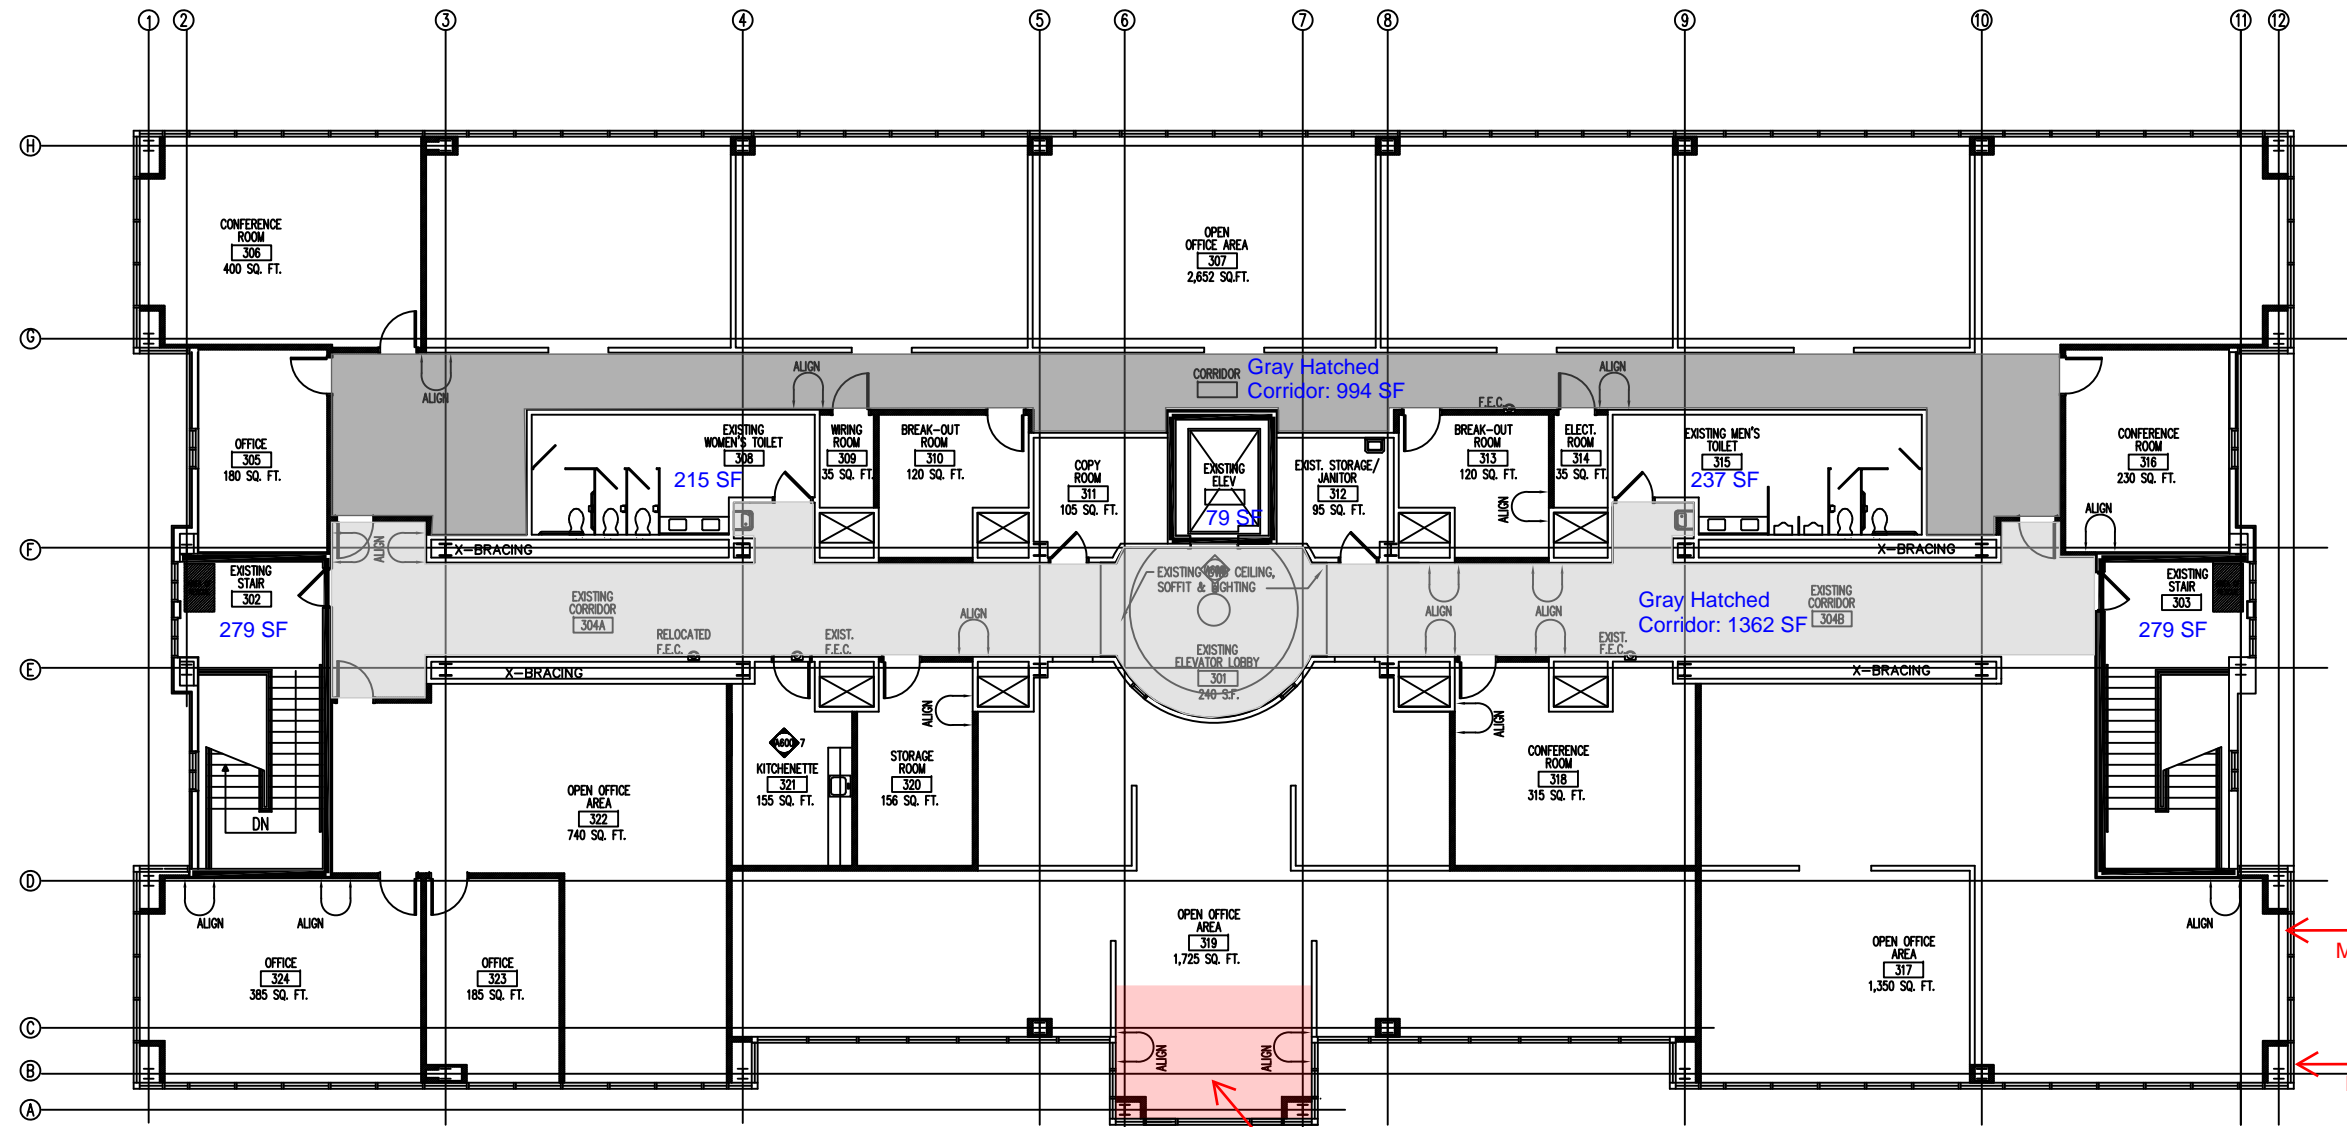 1 2 3 4 5 6 7 8 9 10 11 12
H
CONFERENCE
ROOM
306
400 SQ. FT.
OPEN
OFFICE AREA
307
2,652 SQ.FT.
G
ALIGN
ALIGN
CORRIDOR
Gray Hatched
Corridor: 994 SF
ALIGN
F.E.C.
OFFICE
305
180 SQ. FT.
EXISTING
WOMEN'S TOILET
308
215 SF
WIRING
ROOM
309
35 SQ. FT.
BREAK-OUT
ROOM
310
120 SQ. FT.
COPY
ROOM
311
105 SQ. FT.
EXISTING
ELEV
79 SF
EXIST. STORAGE/
JANITOR
312
95 SQ. FT.
BREAK-OUT
ROOM
313
120 SQ. FT.
ALIGN
ELECT.
ROOM
314
35 SQ. FT.
EXISTING MEN'S
TOILET
315
237 SF
CONFERENCE
ROOM
316
230 SQ. FT.
ALIGN
ALIGN
F
X-BRACING
X-BRACING
EXISTING
STAIR
302
279 SF
EXISTING
CORRIDOR
304A
RELOCATED
F.E.C.
EXIST.
F.E.C.
ALIGN
EXISTING CEILING,
SOFFIT & LIGHTING
EXISTING
ELEVATOR LOBBY
301
240 S.F.
ALIGN
ALIGN
Gray Hatched
Corridor: 1362 SF
EXIST.
F.E.C.
EXISTING
CORRIDOR
304B
EXISTING
STAIR
303
279 SF
E
X-BRACING
X-BRACING
ALIGN
ALIGN
A600 7
KITCHENETTE
321
155 SQ. FT.
STORAGE
ROOM
320
156 SQ. FT.
CONFERENCE
ROOM
318
315 SQ. FT.
OPEN OFFICE
AREA
322
740 SQ. FT.
DN
D
ALIGN
ALIGN
ALIGN
OFFICE
324
385 SQ. FT.
OFFICE
323
185 SQ. FT.
OPEN OFFICE
AREA
319
1,725 SQ. FT.
OPEN OFFICE
AREA
317
1,350 SQ. FT.
M
C
ALIGN
ALIGN
B
A